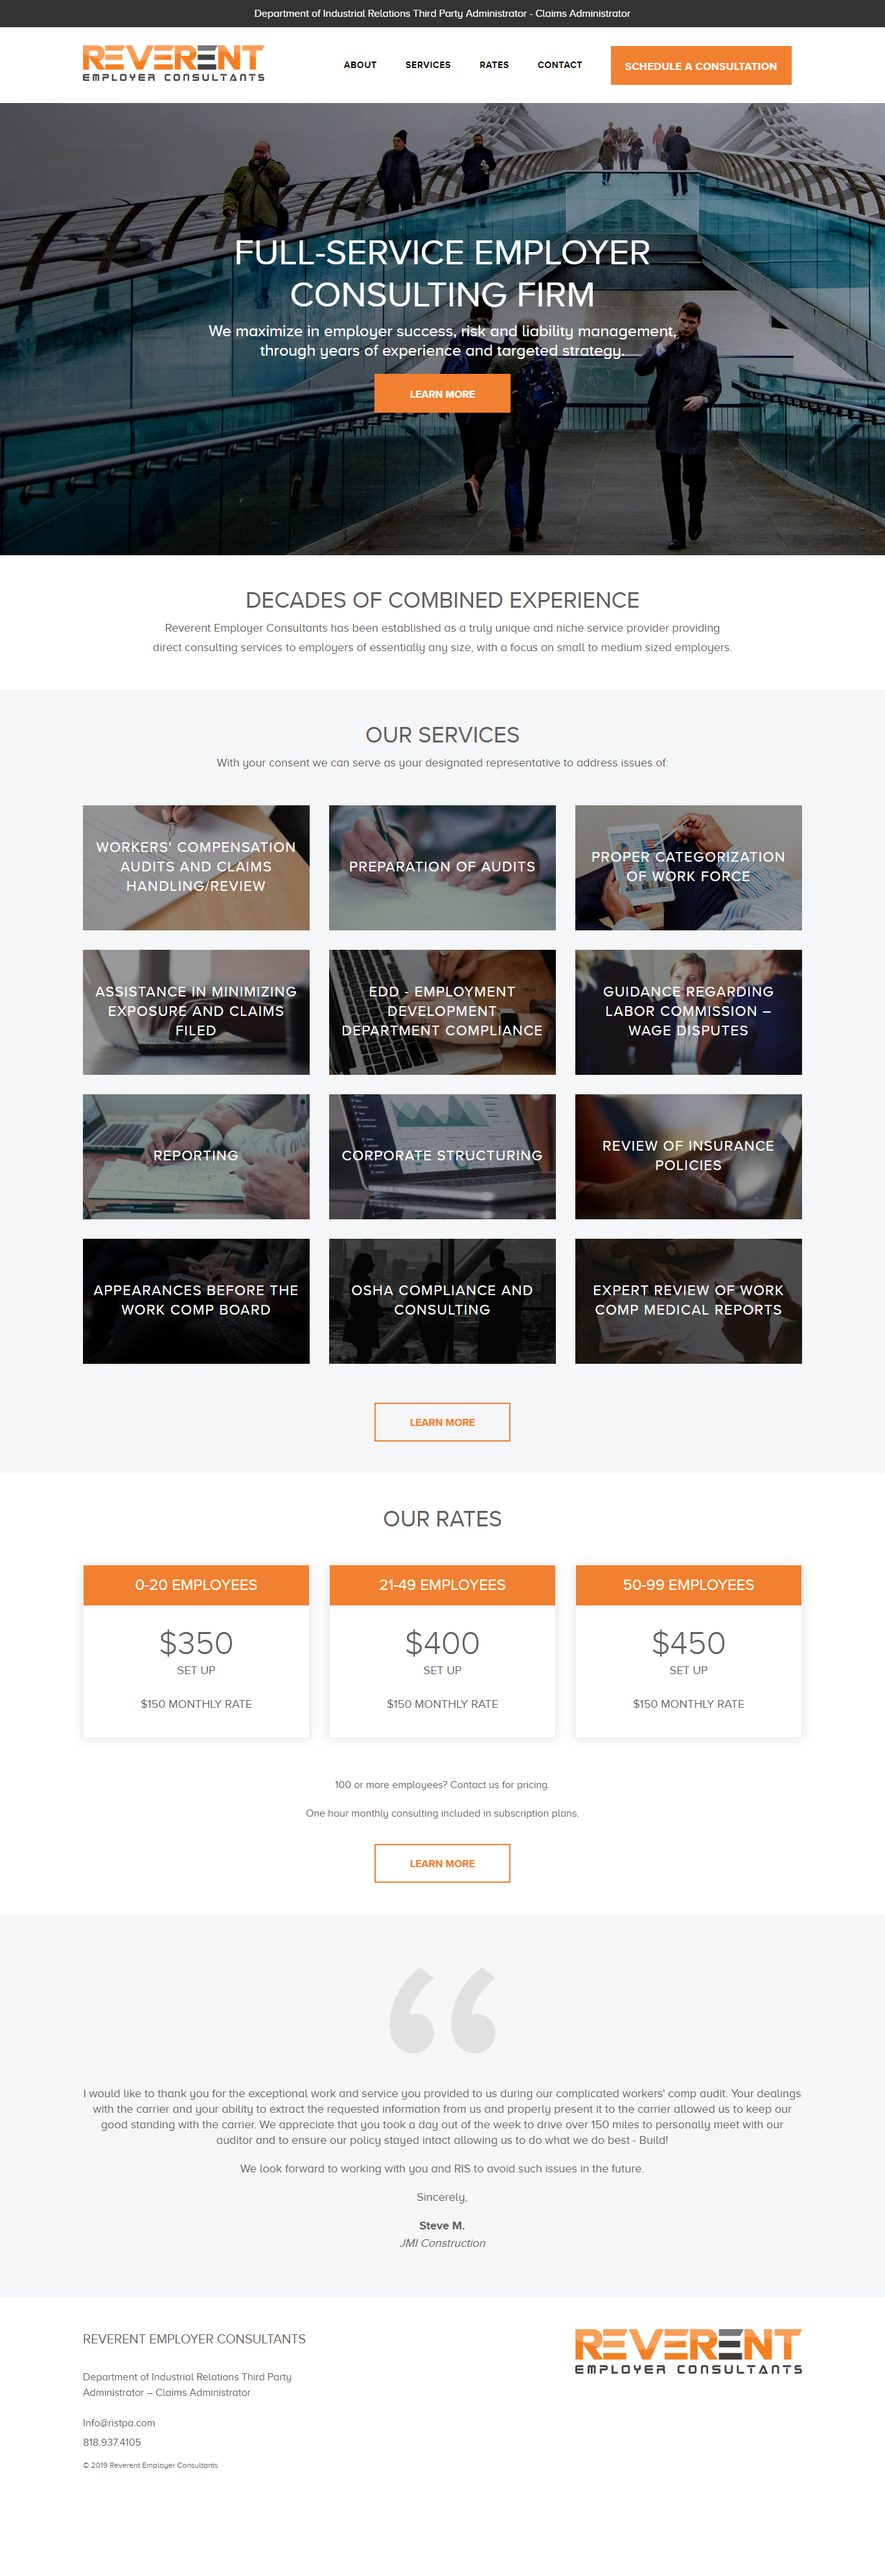 Department of Industrial Relations Third Party Administrator - Claims Administrator
REVERENT
EMPLOYER CONSULTANTS
ABOUT
SERVICES
RATES
CONTACT
SCHEDULE A CONSULTATION
FULL-SERVICE EMPLOYER
CONSULTING FIRM
We maximize in employer success, risk and liability management,
through years of experience and targeted strategy.
LEARN MORE
DECADES OF COMBINED EXPERIENCE
Reverent Employer Consultants has been established as a truly unique and niche service provider providing
direct consulting services to employers of essentially any size, with a focus on small to medium sized employers.
OUR SERVICES
With your consent we can serve as your designated representative to address issues of:
WORKERS' COMPENSATION
AUDITS AND CLAIMS
HANDLING/REVIEW
PREPARATION OF AUDITS
PROPER CATEGORIZATION
OF WORK FORCE
ASSISTANCE IN MINIMIZING
EXPOSURE AND CLAIMS
FILED
EDD - EMPLOYMENT
DEVELOPMENT
DEPARTMENT COMPLIANCE
GUIDANCE REGARDING
LABOR COMMISSION –
WAGE DISPUTES
REPORTING
CORPORATE STRUCTURING
REVIEW OF INSURANCE
POLICIES
APPEARANCES BEFORE THE
WORK COMP BOARD
OSHA COMPLIANCE AND
CONSULTING
EXPERT REVIEW OF WORK
COMP MEDICAL REPORTS
LEARN MORE
OUR RATES
0-20 EMPLOYEES
$350
SET UP
$150 MONTHLY RATE
21-49 EMPLOYEES
$400
SET UP
$150 MONTHLY RATE
50-99 EMPLOYEES
$450
SET UP
$150 MONTHLY RATE
100 or more employees? Contact us for pricing.
One hour monthly consulting included in subscription plans.
LEARN MORE
“
I would like to thank you for the exceptional work and service you provided to us during our complicated workers' comp audit. Your dealings
with the carrier and your ability to extract the requested information from us and properly present it to the carrier allowed us to keep our
good standing with the carrier. We appreciate that you took a day out of the week to drive over 150 miles to personally meet with our
auditor and to ensure our policy stayed intact allowing us to do what we do best - Build!
We look forward to working with you and RIS to avoid such issues in the future.
Sincerely,
Steve M.
JMI Construction
REVERENT EMPLOYER CONSULTANTS
Department of Industrial Relations Third Party
Administrator – Claims Administrator
Info@ristpa.com
818.937.4105
© 2019 Reverent Employer Consultants
REVERENT
EMPLOYER CONSULTANTS